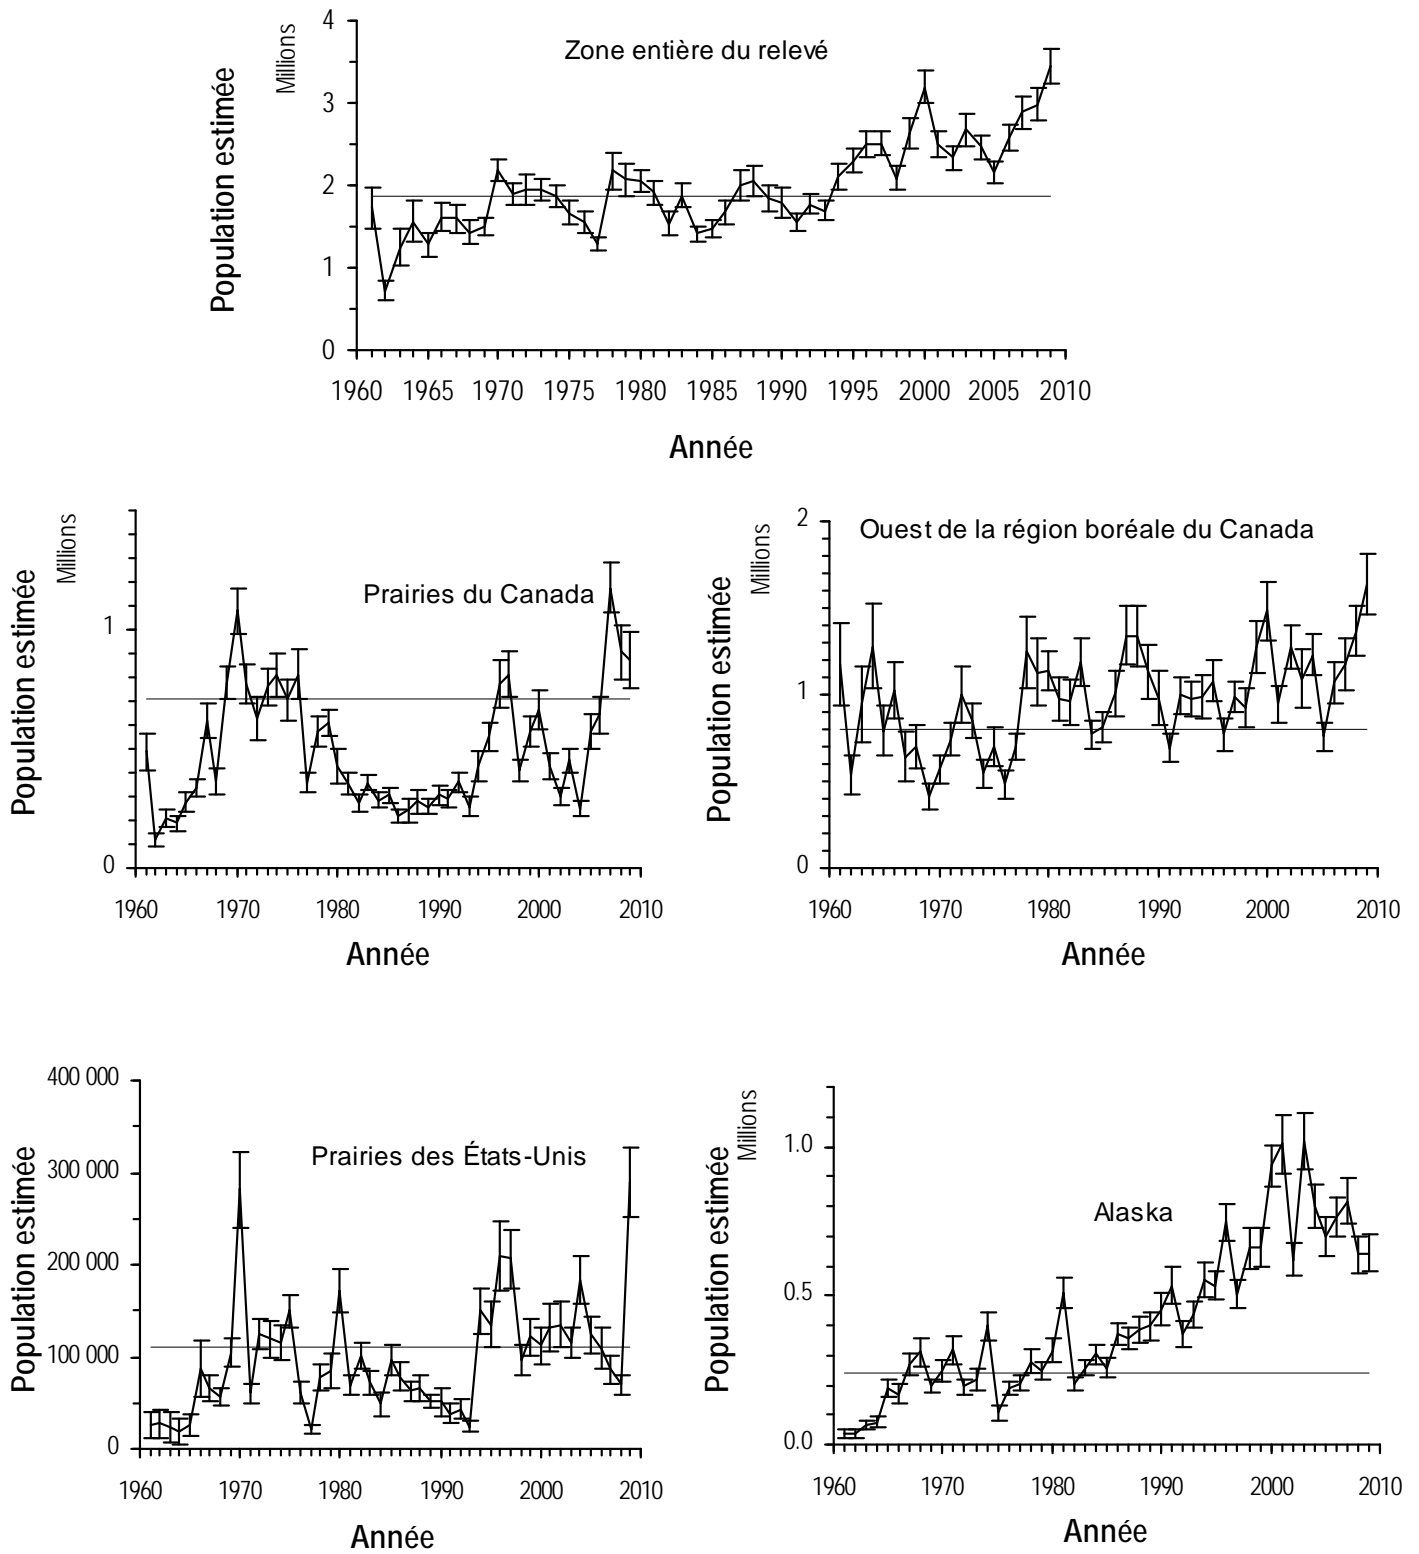 Zone entière du relevé
Millions
Population estimée
4
3
2
1
0
1960 1965 1970 1975 1980 1985 1990 1995 2000 2005 2010
Année
Prairies du Canada
Millions
Population estimée
1
0
1960 1970 1980 1990 2000 2010
Année
Ouest de la région boréale du Canada
Millions
Population estimée
2
1
0
1960 1970 1980 1990 2000 2010
Année
Prairies des États-Unis
Population estimée
400 000
300 000
200 000
100 000
0
1960 1970 1980 1990 2000 2010
Année
Alaska
Millions
Population estimée
1.0
0.5
0.0
1960 1970 1980 1990 2000 2010
Année